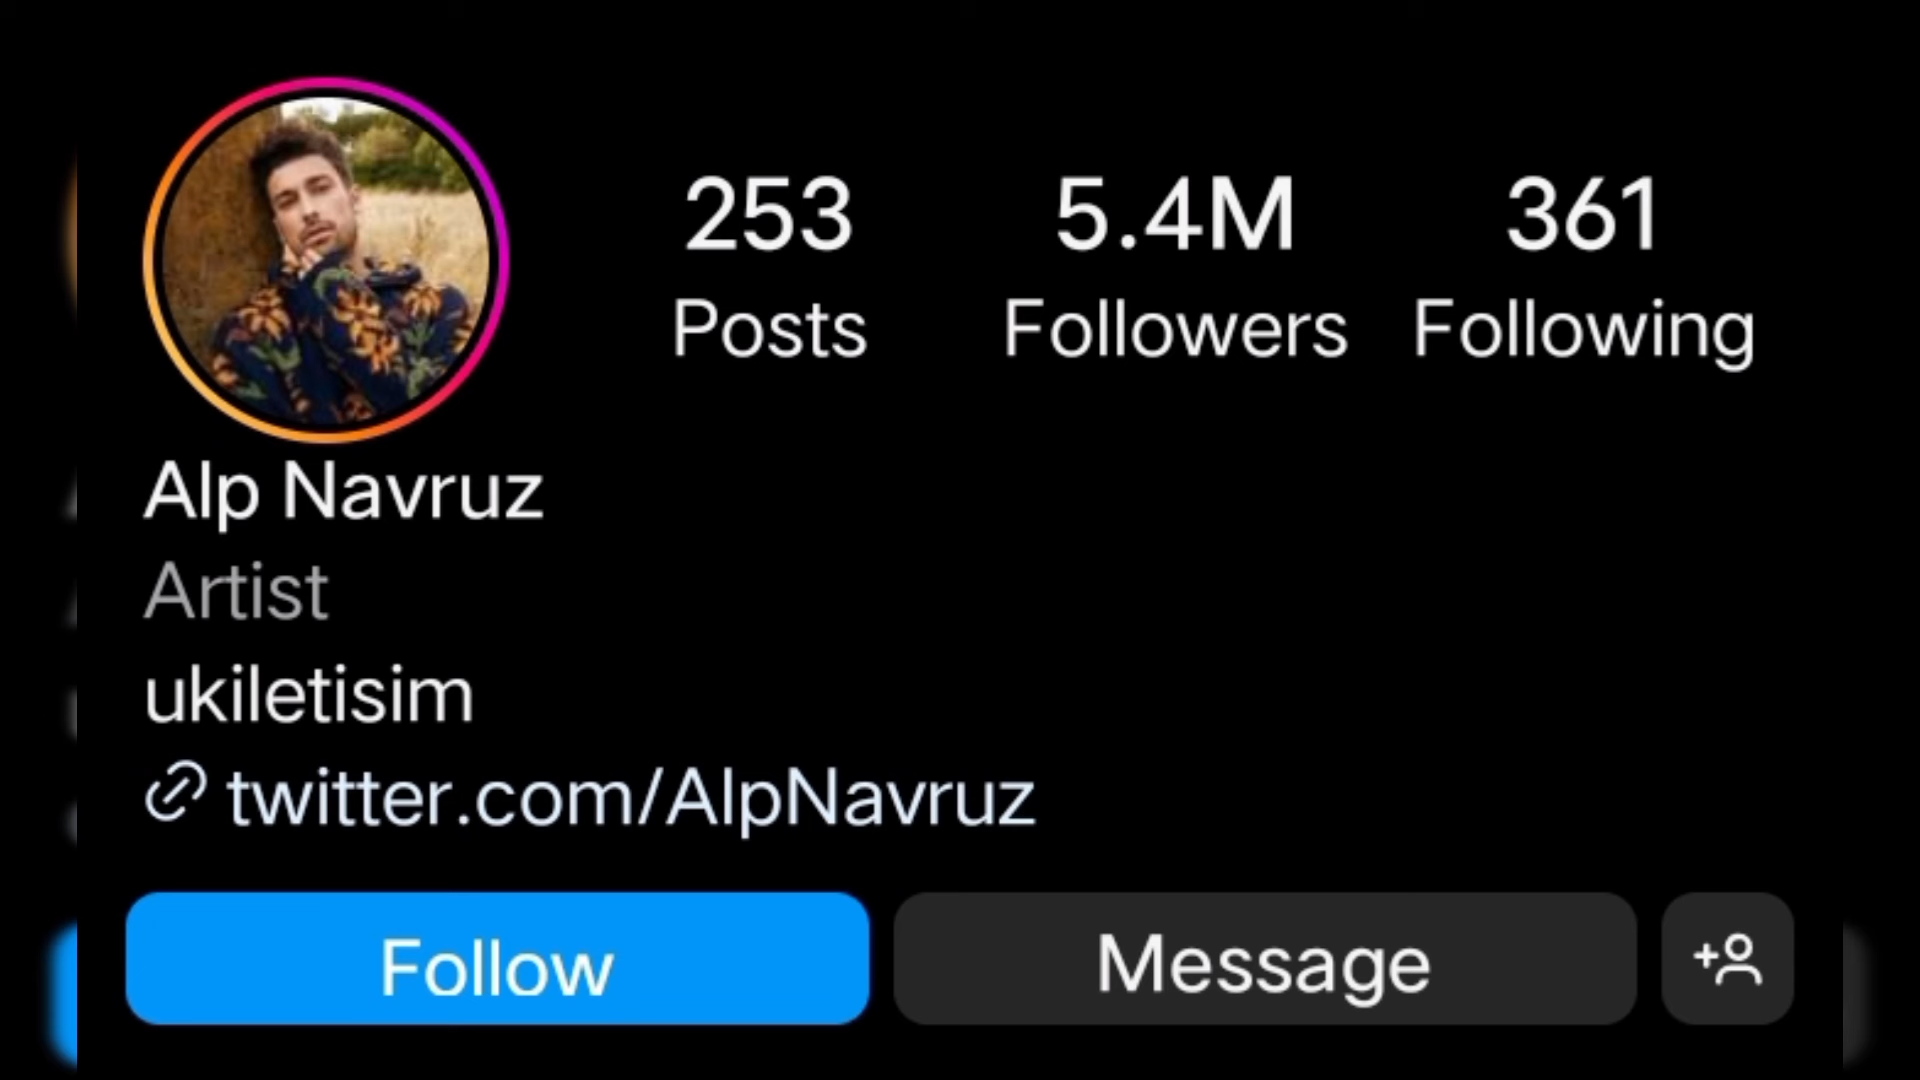 253 5.4M 361
Posts Followers Following
Alp Navruz
Artist
ukiletisim
twitter.com/AlpNavruz
Follow Message